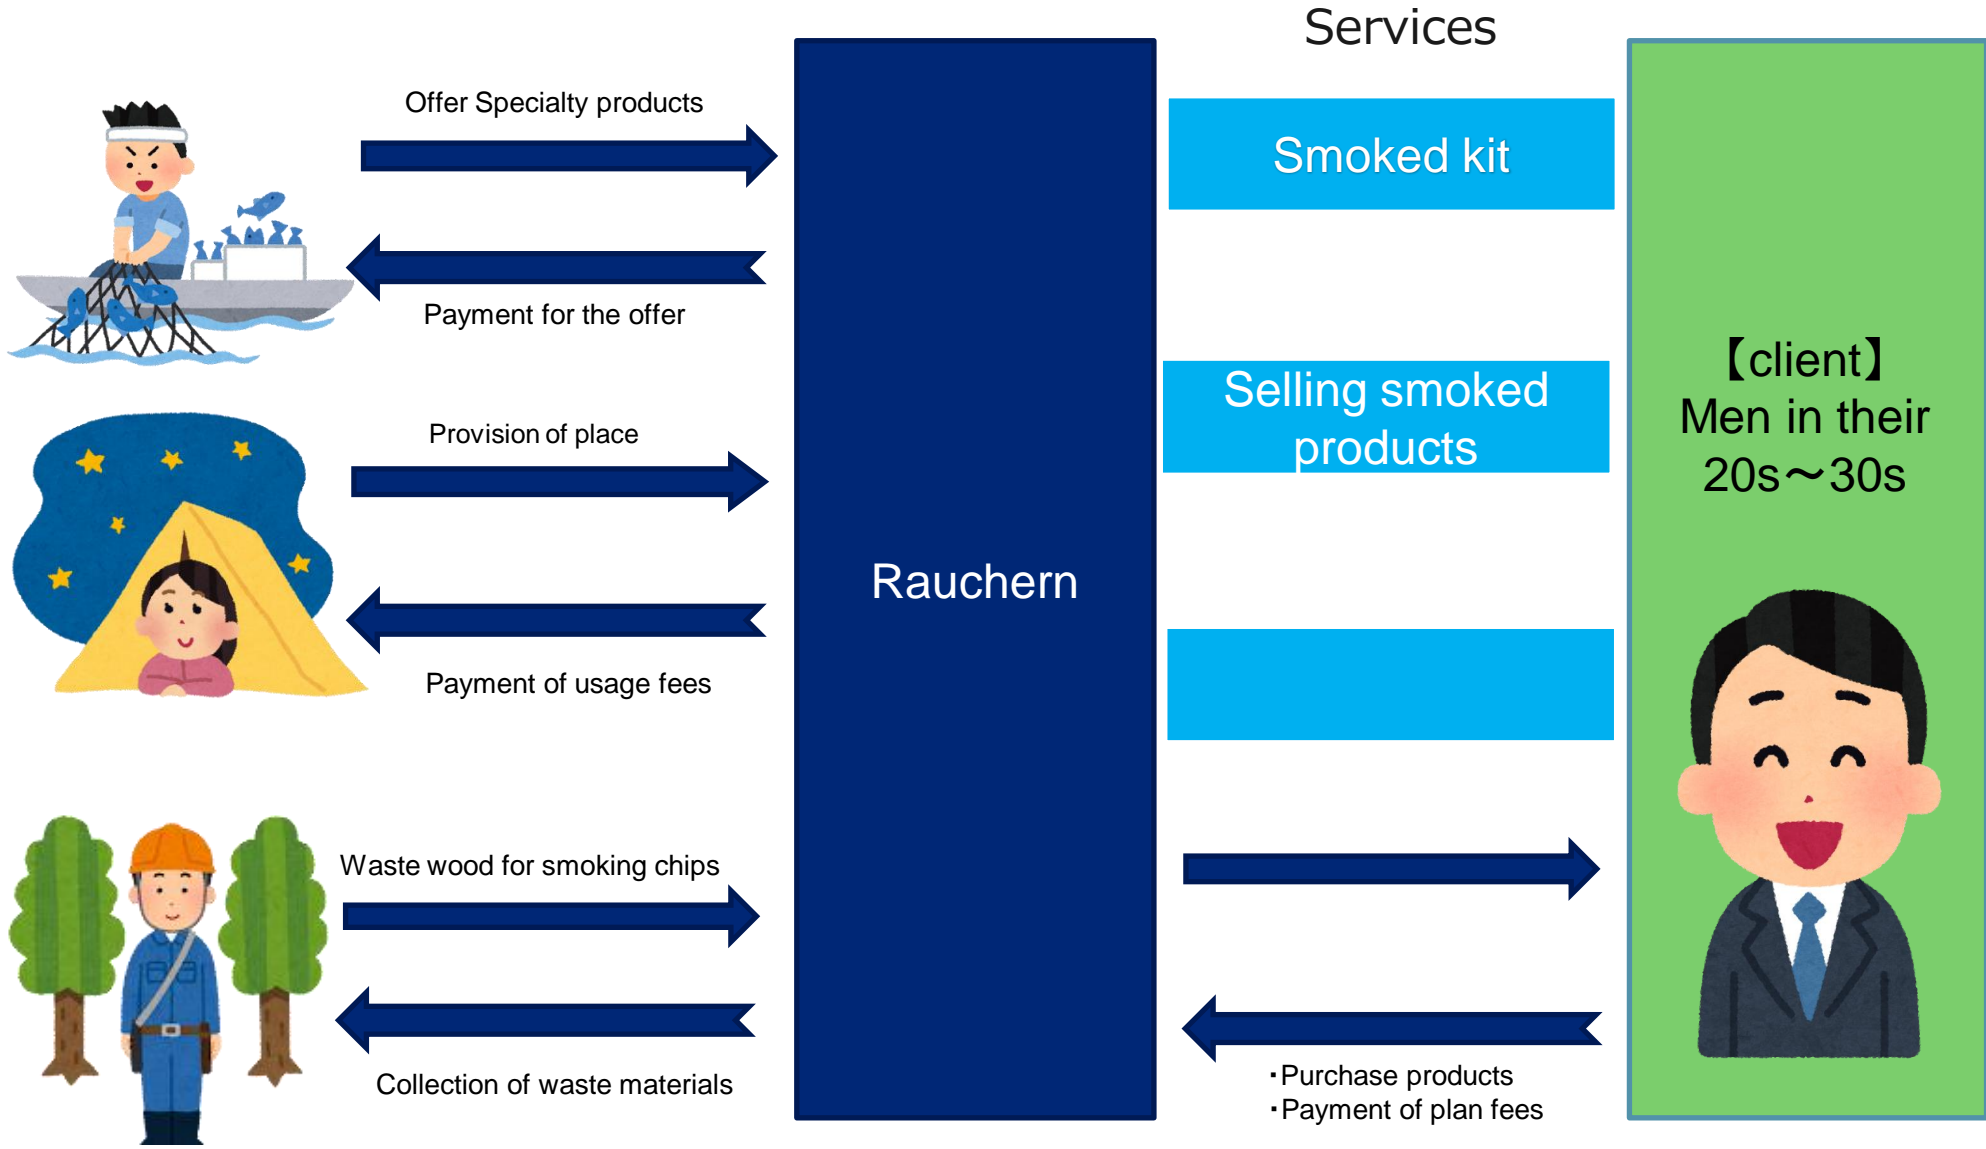 Services
Offer Specialty products
Payment for the offer
Provision of place
Payment of usage fees
Waste wood for smoking chips
Collection of waste materials
Rauchern
Smoked kit
Selling smoked
products
・Purchase products
・Payment of plan fees
【client】
Men in their
20s～30s